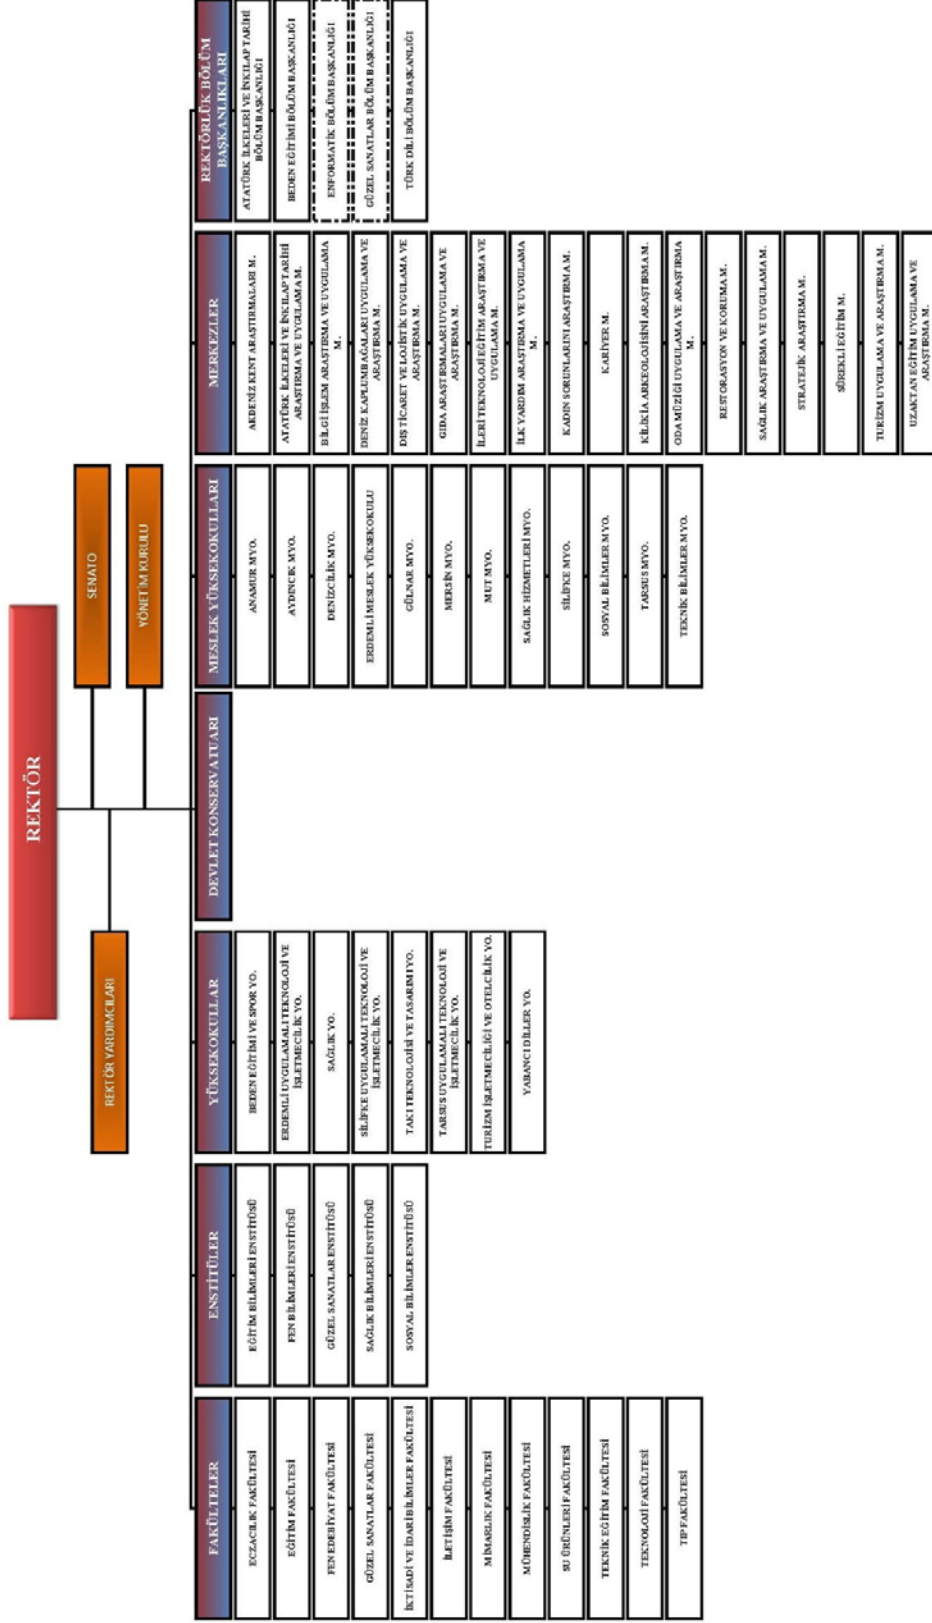 REKTÖR
SENATO
YÖNETİM KURULU
REKTÖR YARDIMCILARI
FAKÜLTELER
ECZACILIK FAKÜLTESİ
EĞİTİM FAKÜLTESİ
FEN EDEBİYAT FAKÜLTESİ
GÜZEL SANATLAR FAKÜLTESİ
İKTİSADİ VE İDARİ BİLİMLER FAKÜLTESİ
İLETİŞİM FAKÜLTESİ
MİMARLIK FAKÜLTESİ
MÜHENDİSLİK FAKÜLTESİ
SU ÜRÜNLERİ FAKÜLTESİ
TEKNİK EĞİTİM FAKÜLTESİ
TEKNOLOJİ FAKÜLTESİ
TIP FAKÜLTESİ
ENSTİTÜLER
EĞİTİM BİLİMLERİ ENSTİTÜSÜ
FEN BİLİMLERİ ENSTİTÜSÜ
GÜZEL SANATLAR ENSTİTÜSÜ
SAĞLIK BİLİMLERİ ENSTİTÜSÜ
SOSYAL BİLİMLER ENSTİTÜSÜ
YÜKSEKOKULLAR
BEDEN EĞİTİMİ VE SPOR YO.
ERDEMLİ UYGULAMALI TEKNOLOJİ VE
İŞLETMECİLİK YO.
SAĞLIK YO.
SİLİFKE UYGULAMALI TEKNOLOJİ VE
İŞLETMECİLİK YO.
TAKI TEKNOLOJİSİ VE TASARIMI YO.
TARSUS UYGULAMALI TEKNOLOJİ VE
İŞLETMECİLİK YO.
TURİZM İŞLETMECİLİĞİ VE OTELCİLİK YO.
YABANCI DİLLER YO.
DEVLET KONSERVATUARI
MESLEK YÜKSEKOKULLARI
ANAMUR MYO.
AYDINCIK MYO.
DENİZCİLİK MYO.
ERDEMLİ MESLEK YÜKSEKOKULU
GÜLNAR MYO.
MERSİN MYO.
MUT MYO.
SAĞLIK HİZMETLERİ MYO.
SİLİFKE MYO.
SOSYAL BİLİMLER MYO.
TARSUS MYO.
TEKNİK BİLİMLER MYO.
MERKEZLER
AKDENİZ KENT ARAŞTIRMALARI M.
ATATÜRK İLKELERİ VE İNKILAP TARİHİ
ARAŞTIRMA VE UYGULAMA M.
BİLGİ İŞLEM ARAŞTIRMA VE UYGULAMA
M.
DENİZ KAPLUMBAĞALARI UYGULAMA VE
ARAŞTIRMA M.
DIŞ TİCARET VE LOJİSTİK UYGULAMA VE
ARAŞTIRMA M.
GIDA ARAŞTIRMALARI UYGULAMA VE
ARAŞTIRMA M.
İLERİ TEKNOLOJİ EĞİTİM ARAŞTIRMA VE
UYGULAMA M.
İLK YARDIM ARAŞTIRMA VE UYGULAMA
M.
KADIN SORUNLARINI ARAŞTIRMA M.
KARİYER M.
KİLİKİA ARKEOLOJİSİNİ ARAŞTIRMA M.
ODA MÜZİĞİ UYGULAMA VE ARAŞTIRMA
M.
RESTORASYON VE KORUMA M.
SAĞLIK ARAŞTIRMA VE UYGULAMA M.
STRATEJİK ARAŞTIRMA M.
SÜREKLİ EĞİTİM M.
TURİZM UYGULAMA VE ARAŞTIRMA M.
UZAKTAN EĞİTİM UYGULAMA VE
ARAŞTIRMA M.
REKTÖRLÜK BÖLÜM
BAŞKANLIKLARI
ATATÜRK İLKELERİ VE İNKILAP TARİHİ
BÖLÜM BAŞKANLIĞI
BEDEN EĞİTİMİ BÖLÜM BAŞKANLIĞI
ENFORMATİK BÖLÜM BAŞKANLIĞI
GÜZEL SANATLAR BÖLÜM BAŞKANLIĞI
TÜRK DİLİ BÖLÜM BAŞKANLIĞI